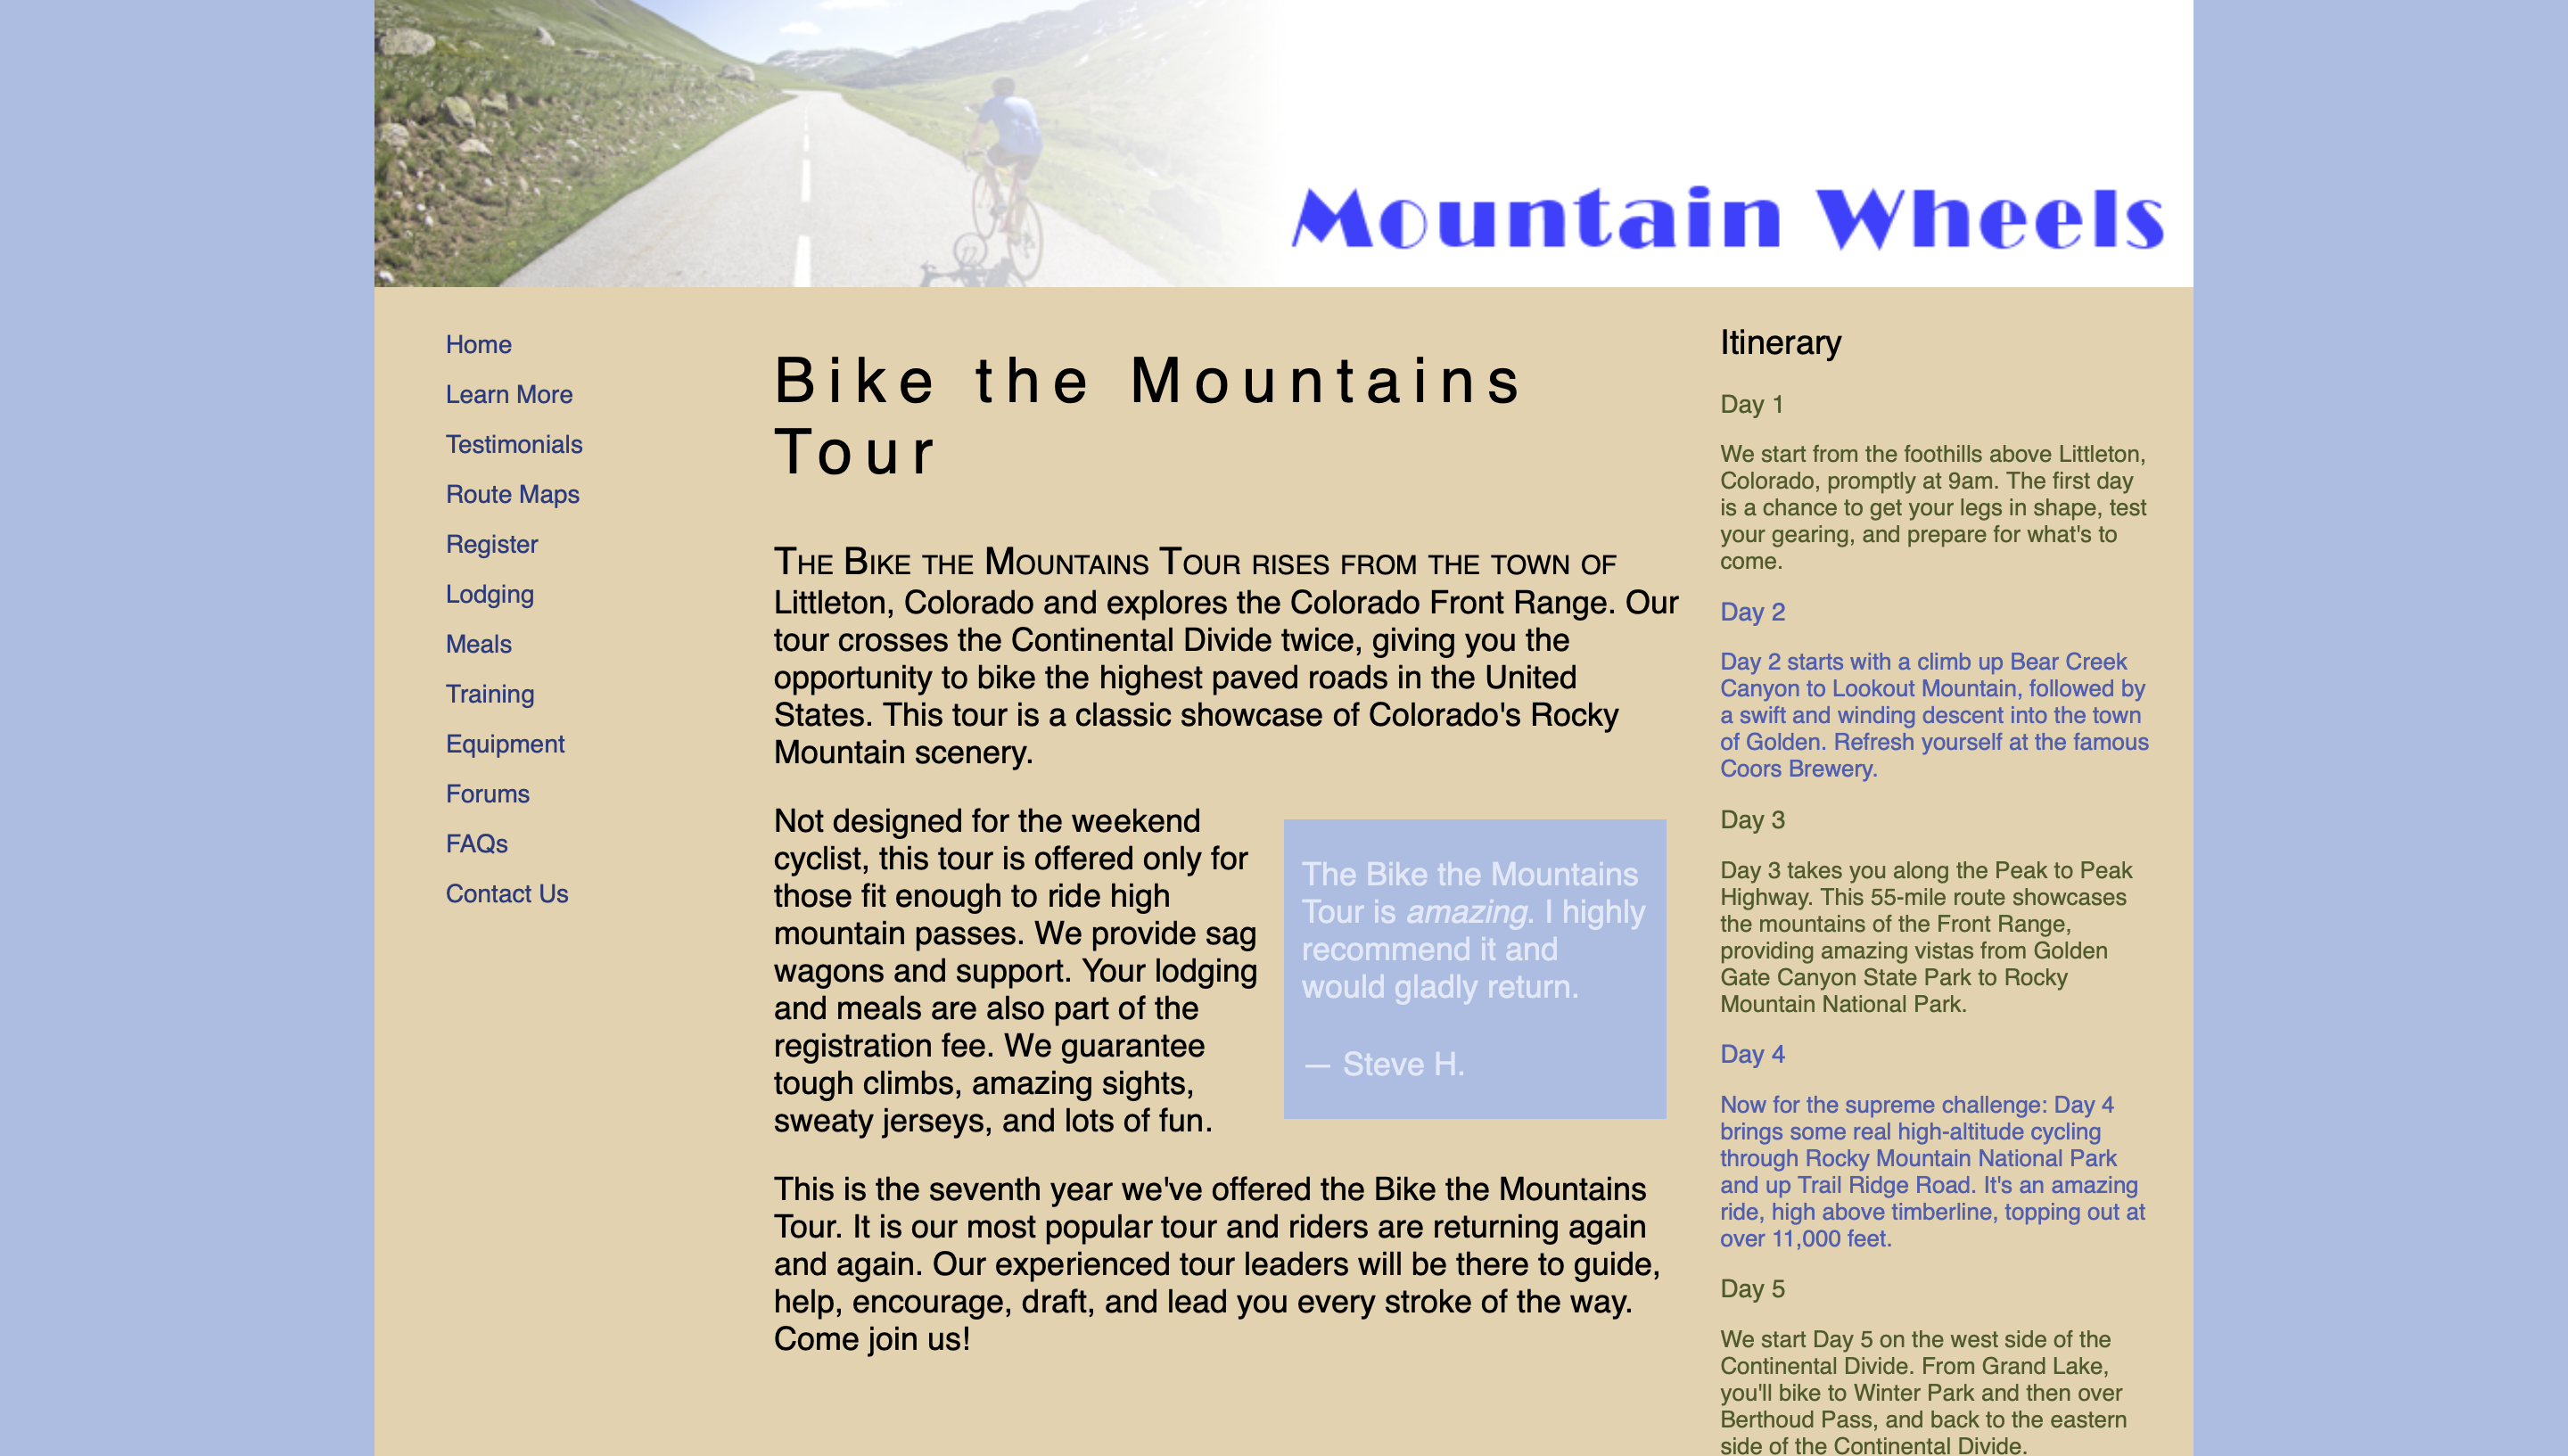 Mountain Wheels
Home
Learn More
Testimonials
Route Maps
Register
Lodging
Meals
Training
Equipment
Forums
FAQs
Contact Us
Bike the Mountains
Tour
The Bike the Mountains Tour rises from the town of
Littleton, Colorado and explores the Colorado Front Range. Our
tour crosses the Continental Divide twice, giving you the
opportunity to bike the highest paved roads in the United
States. This tour is a classic showcase of Colorado's Rocky
Mountain scenery.
Not designed for the weekend
cyclist, this tour is offered only for
those fit enough to ride high
mountain passes. We provide sag
wagons and support. Your lodging
and meals are also part of the
registration fee. We guarantee
tough climbs, amazing sights,
sweaty jerseys, and lots of fun.
The Bike the Mountains
Tour is amazing. I highly
recommend it and
would gladly return.
— Steve H.
This is the seventh year we've offered the Bike the Mountains
Tour. It is our most popular tour and riders are returning again
and again. Our experienced tour leaders will be there to guide,
help, encourage, draft, and lead you every stroke of the way.
Come join us!
Itinerary
Day 1
We start from the foothills above Littleton,
Colorado, promptly at 9am. The first day
is a chance to get your legs in shape, test
your gearing, and prepare for what's to
come.
Day 2
Day 2 starts with a climb up Bear Creek
Canyon to Lookout Mountain, followed by
a swift and winding descent into the town
of Golden. Refresh yourself at the famous
Coors Brewery.
Day 3
Day 3 takes you along the Peak to Peak
Highway. This 55-mile route showcases
the mountains of the Front Range,
providing amazing vistas from Golden
Gate Canyon State Park to Rocky
Mountain National Park.
Day 4
Now for the supreme challenge: Day 4
brings some real high-altitude cycling
through Rocky Mountain National Park
and up Trail Ridge Road. It's an amazing
ride, high above timberline, topping out at
over 11,000 feet.
Day 5
We start Day 5 on the west side of the
Continental Divide. From Grand Lake,
you'll bike to Winter Park and then over
Berthoud Pass, and back to the eastern
side of the Continental Divide.